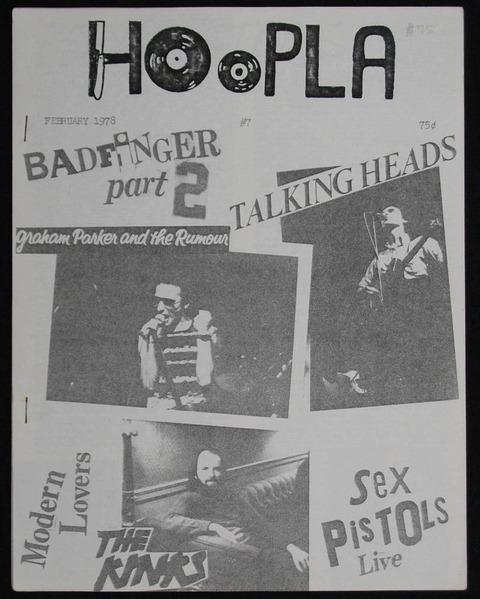 HOOPLA
$75
FEBRUARY 1978 #7 75¢
BADFiNGER
part 2
TALKING HEADS
Graham Parker and the Rumour
Modern
Lovers
THE
KINKS
Sex
PiSTOLS
Live